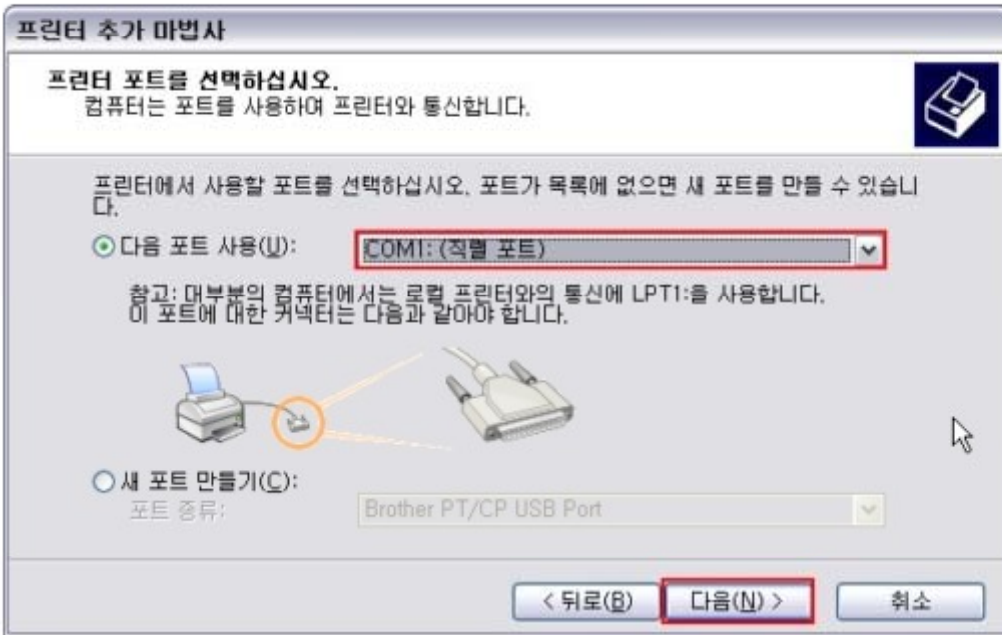 프린터 추가 마법사
프린터 포트를 선택하십시오.
컴퓨터는 포트를 사용하여 프린터와 통신합니다.
프린터에서 사용할 포트를 선택하십시오. 포트가 목록에 없으면 새 포트를 만들 수 있습니
다.
다음 포트 사용(U):
COM1: (직렬 포트)
참고: 대부분의 컴퓨터에서는 로컬 프린터와의 통신에 LPT1:을 사용합니다.
이 포트에 대한 커넥터는 다음과 같아야 합니다.
새 포트 만들기(C):
포트 종류:
Brother PT/CP USB Port
< 뒤로(B)
다음(N) >
취소